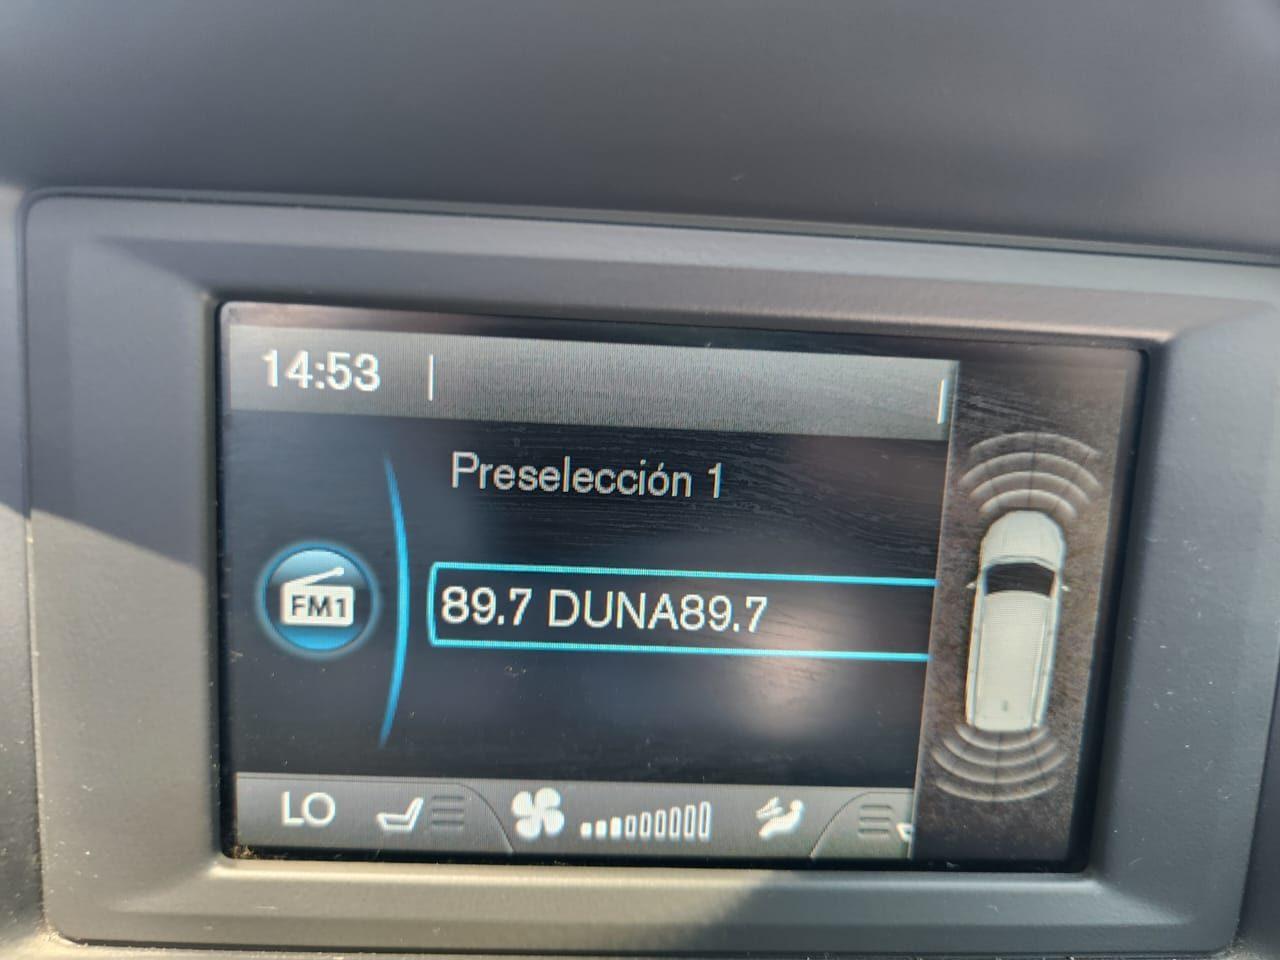 14:53
Preselección 1
FM1
89.7 DUNA89.7
LO